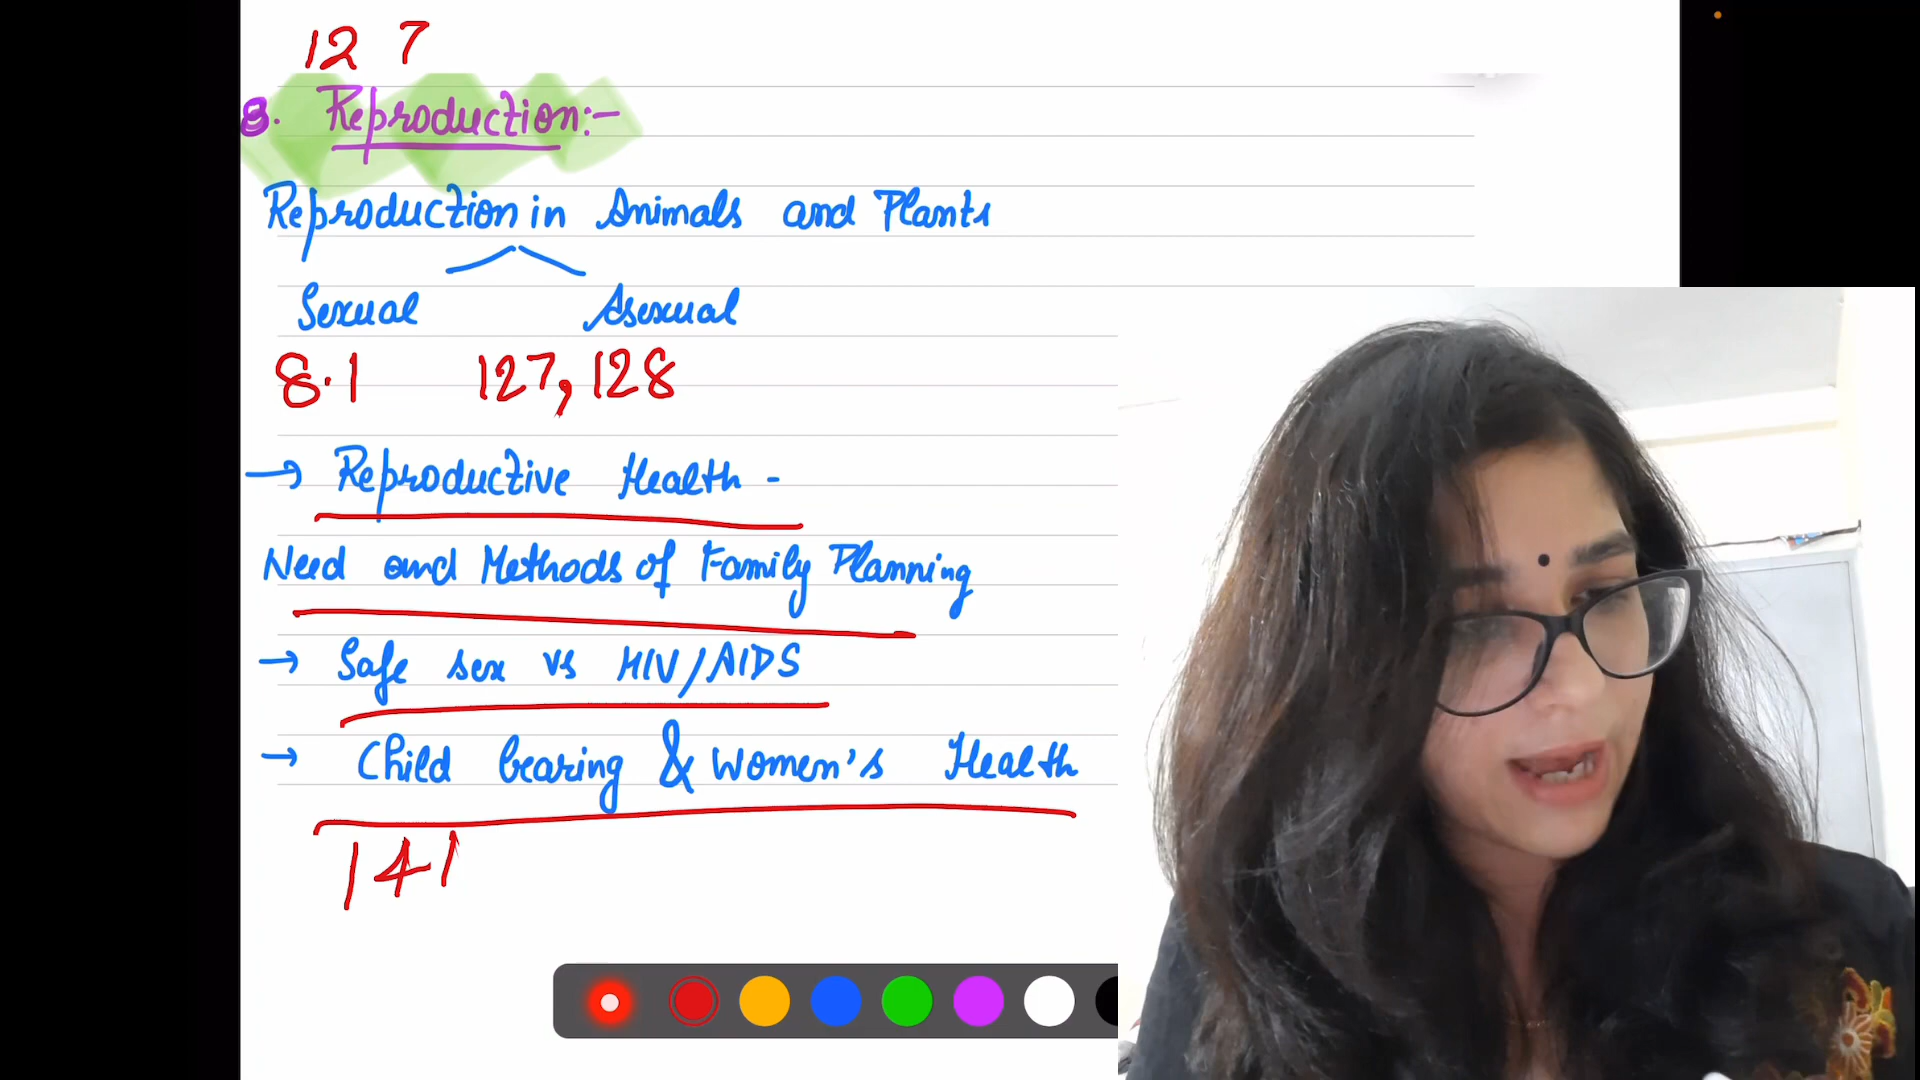 12 7
8. Reproduction:-
Reproduction in Animals and Plants
Sexual Asexual
8.1 127, 128
→ Reproductive Health -
Need and Methods of Family Planning
→ Safe sex vs HIV/AIDS
→ Child bearing & Women's Health
141